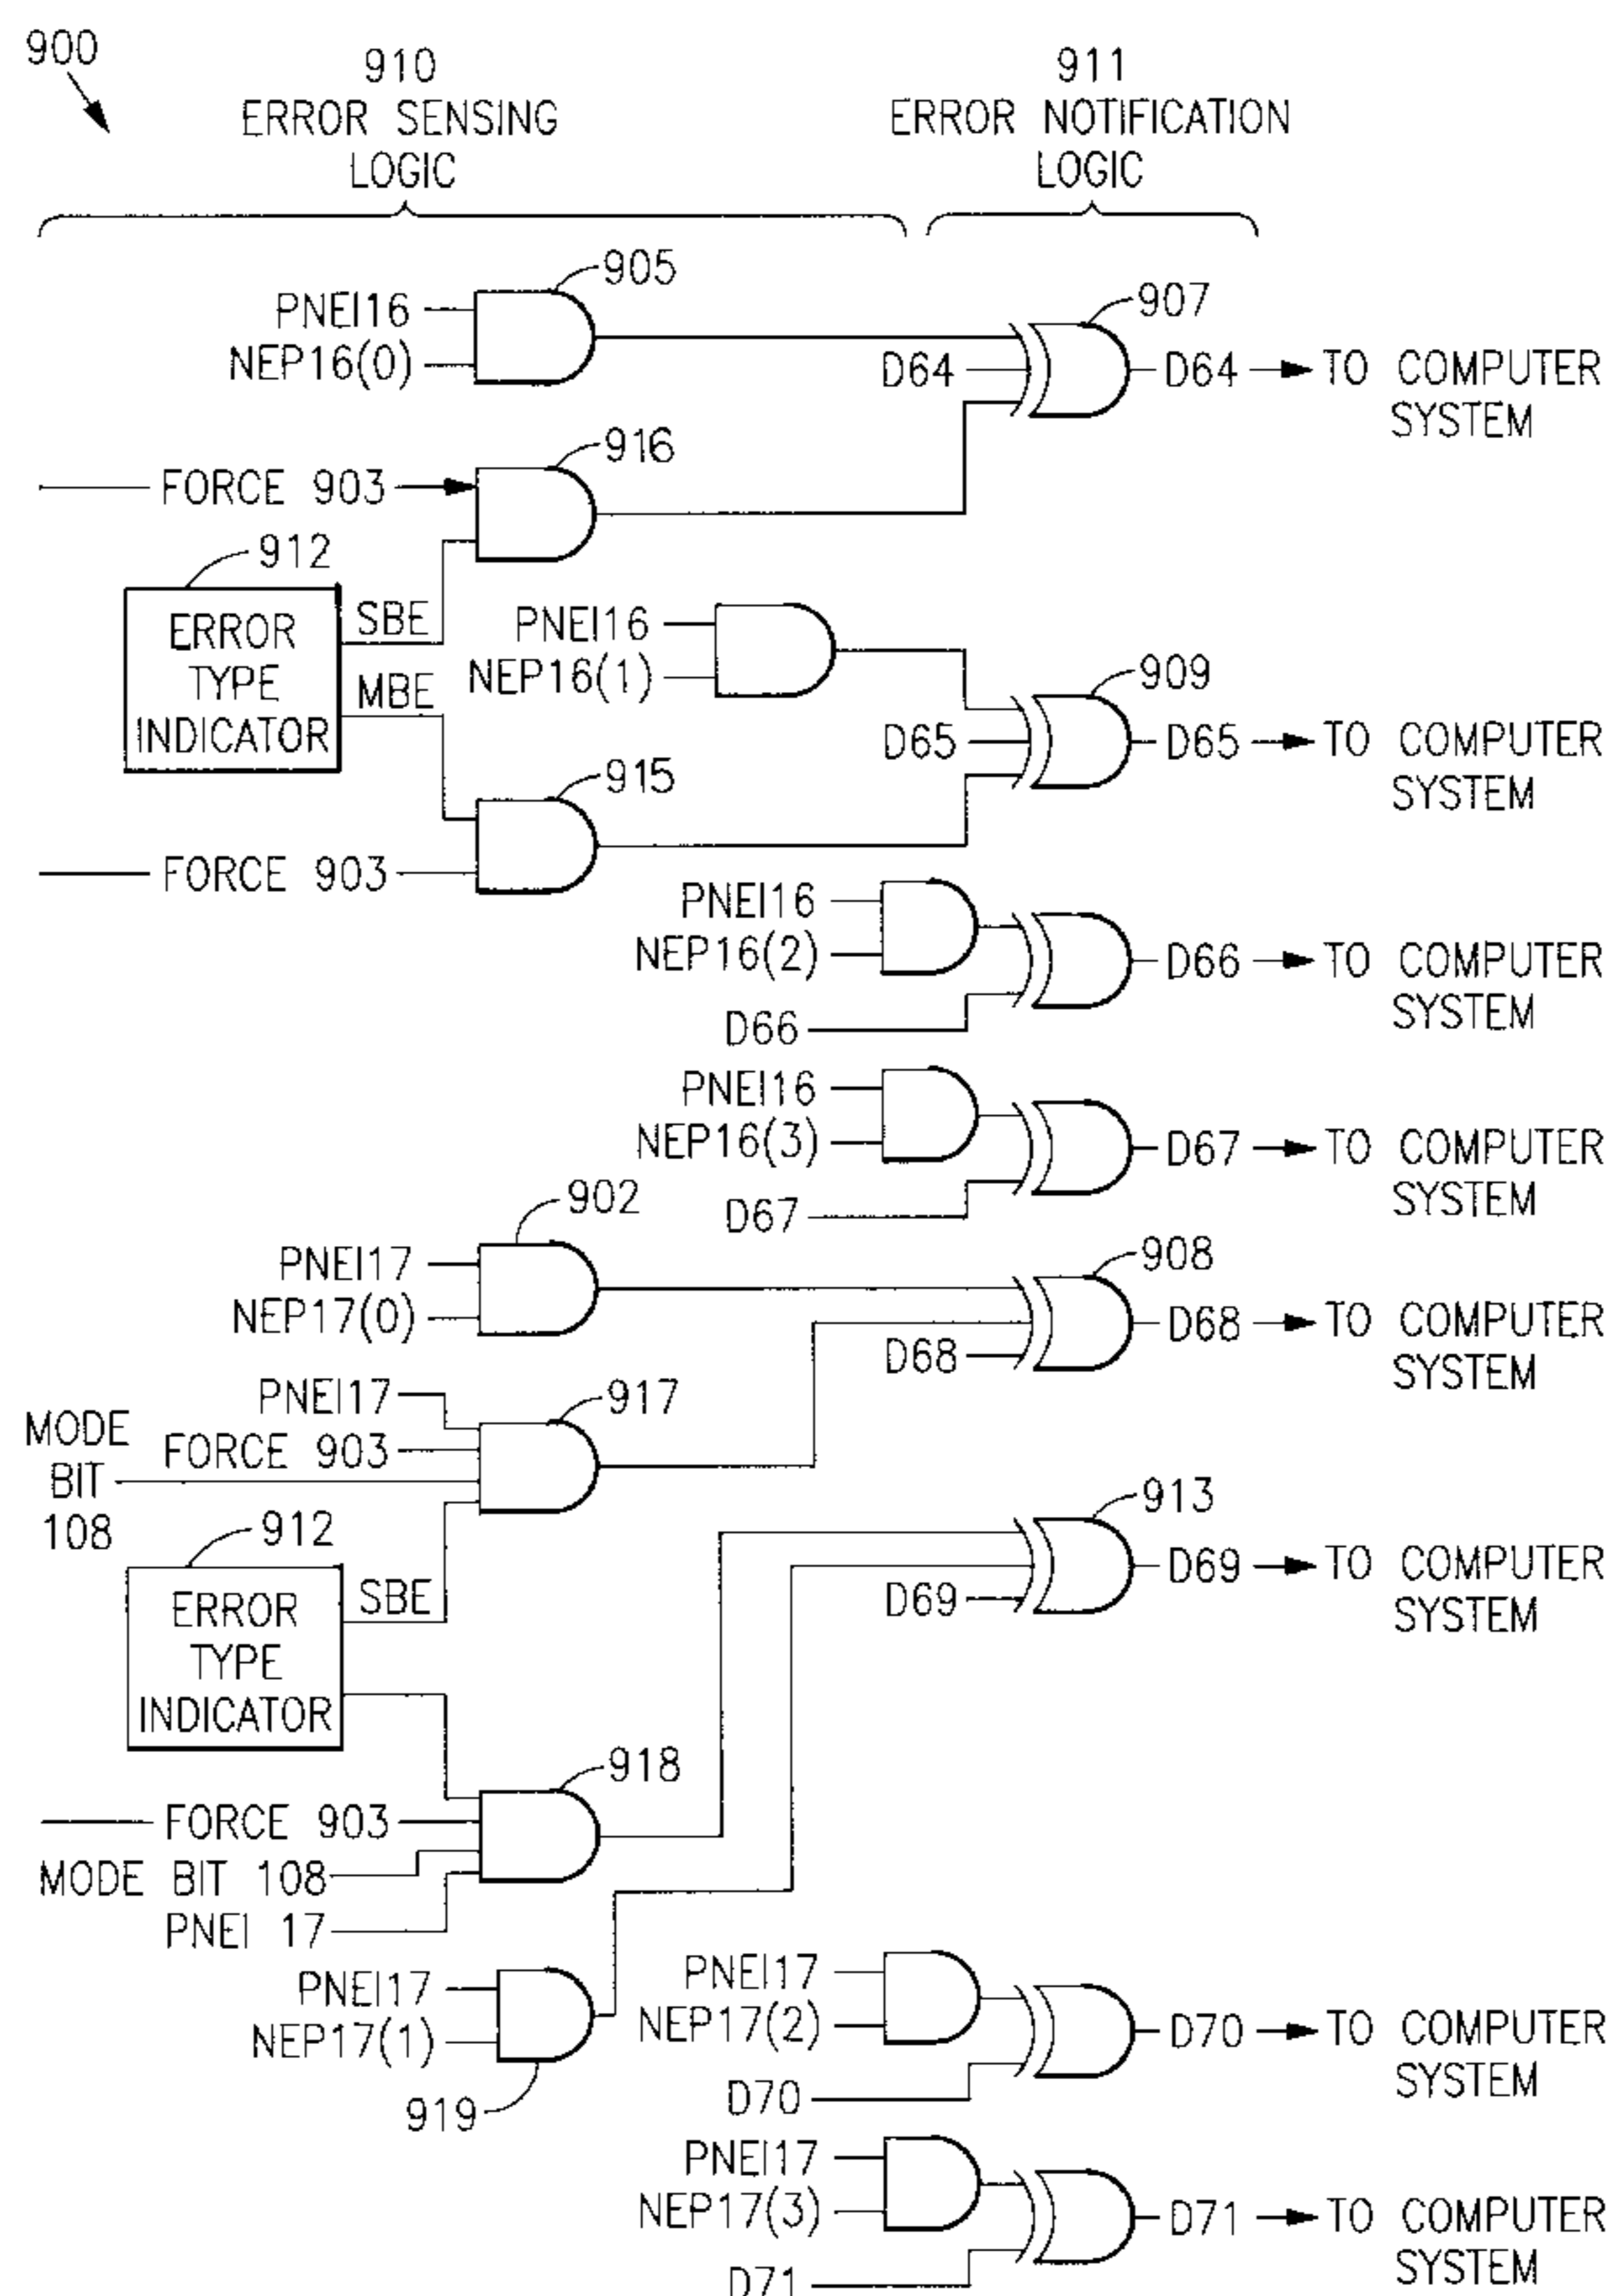 900
910
ERROR SENSING
LOGIC
911
ERROR NOTIFICATION
LOGIC
905
PNEI16
NEP16(0)
907
D64
D64
TO COMPUTER
SYSTEM
916
FORCE 903
912
ERROR
TYPE
INDICATOR
SBE
MBE
PNEI16
NEP16(1)
909
D65
D65
TO COMPUTER
SYSTEM
915
FORCE 903
PNEI16
NEP16(2)
D66
D66
TO COMPUTER
SYSTEM
PNEI16
NEP16(3)
D67
D67
TO COMPUTER
SYSTEM
902
PNEI17
NEP17(0)
908
D68
D68
TO COMPUTER
SYSTEM
PNEI17
917
FORCE 903
MODE
BIT
108
912
ERROR
TYPE
INDICATOR
SBE
913
D69
D69
TO COMPUTER
SYSTEM
918
FORCE 903
MODE BIT 108
PNEI 17
PNEI17
NEP17(1)
919
PNEI17
NEP17(2)
D70
D70
TO COMPUTER
SYSTEM
PNEI17
NEP17(3)
D71
D71
TO COMPUTER
SYSTEM